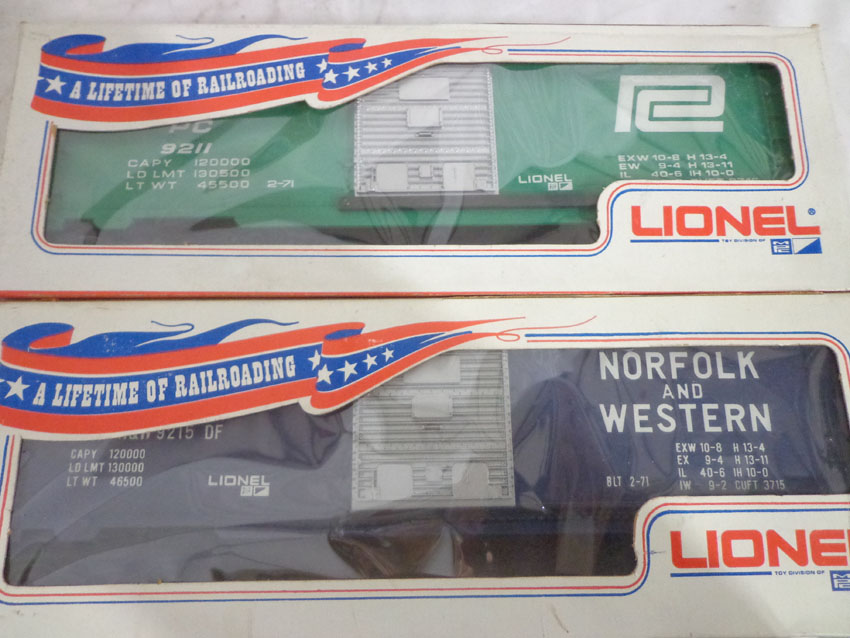 A LIFETIME OF RAILROADING
PC
9211
CAPY 120000
LD LMT 130500
LT WT 45500 2-71
LIONEL
EXW 10-8 H 13-4
EW 9-4 H 13-11
IL 40-6 IH 10-0
LIONEL®
TOY DIVISION OF
MPC
A LIFETIME OF RAILROADING
9215 DF
CAPY 120000
LD LMT 130000
LT WT 46500
LIONEL
NORFOLK
AND
WESTERN
EXW 10-8 H 13-4
EX 9-4 H 13-11
IL 40-6 IH 10-0
BLT 2-71 IW 9-2 CUFT 3715
LIONEL
TOY DIVISION OF